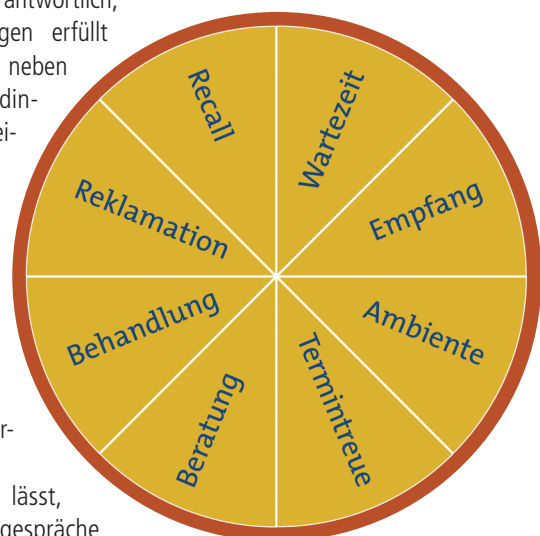 antwortlich,
gen erfüllt
neben
din-
ei-
r-
lässt,
gespräche
Recall
Wartezeit
Reklamation
Empfang
Behandlung
Ambiente
Beratung
Termintreue